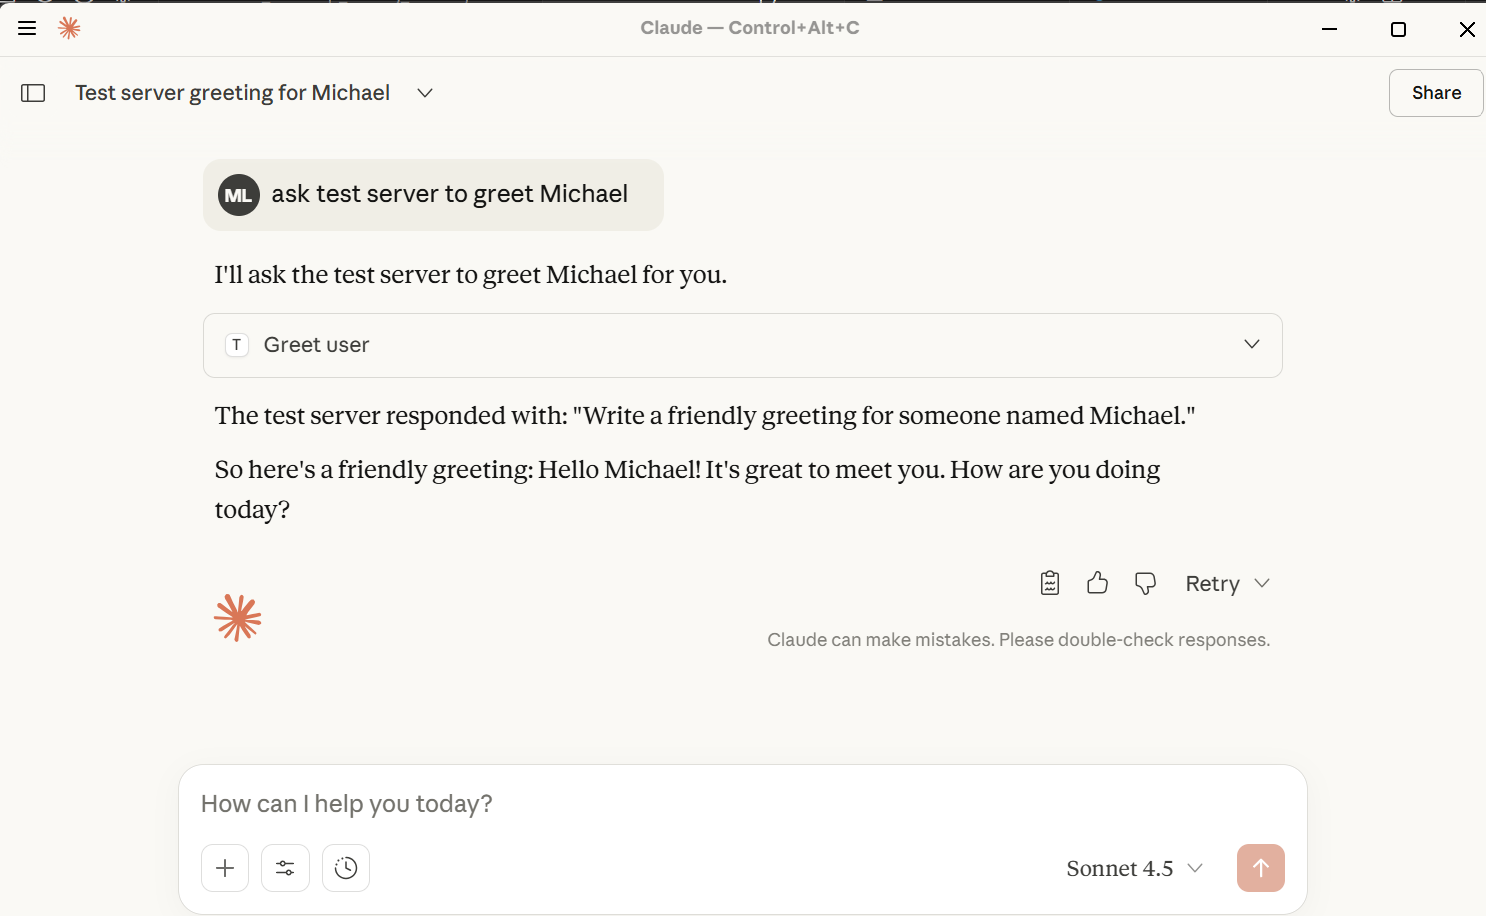 Claude — Control+Alt+C
Test server greeting for Michael
Share
ML
ask test server to greet Michael
I'll ask the test server to greet Michael for you.
T
Greet user
The test server responded with: "Write a friendly greeting for someone named Michael."
So here's a friendly greeting: Hello Michael! It's great to meet you. How are you doing
today?
Retry
Claude can make mistakes. Please double-check responses.
How can I help you today?
Sonnet 4.5